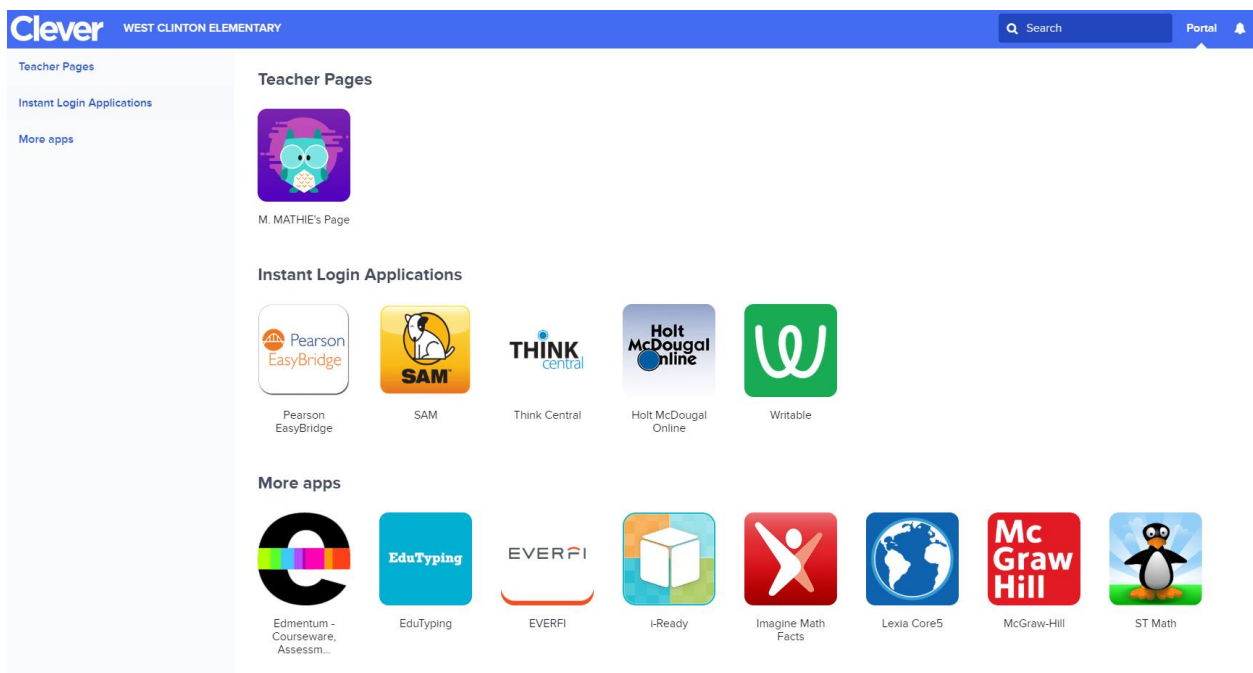 Clever WEST CLINTON ELEMENTARY Search Portal
Teacher Pages
Instant Login Applications
More apps
Teacher Pages
M. MATHIE's Page
Instant Login Applications
Pearson
EasyBridge
SAM
THINK
central
Holt
McDougal
Online
W
Pearson
EasyBridge
SAM
Think Central
Holt McDougal
Online
Writable
More apps
e
EduTyping
EVERFI
Mc
Graw
Hill
Edmentum -
Courseware,
Assessm...
EduTyping
EVERFI
i-Ready
Imagine Math
Facts
Lexia Core5
McGraw-Hill
ST Math